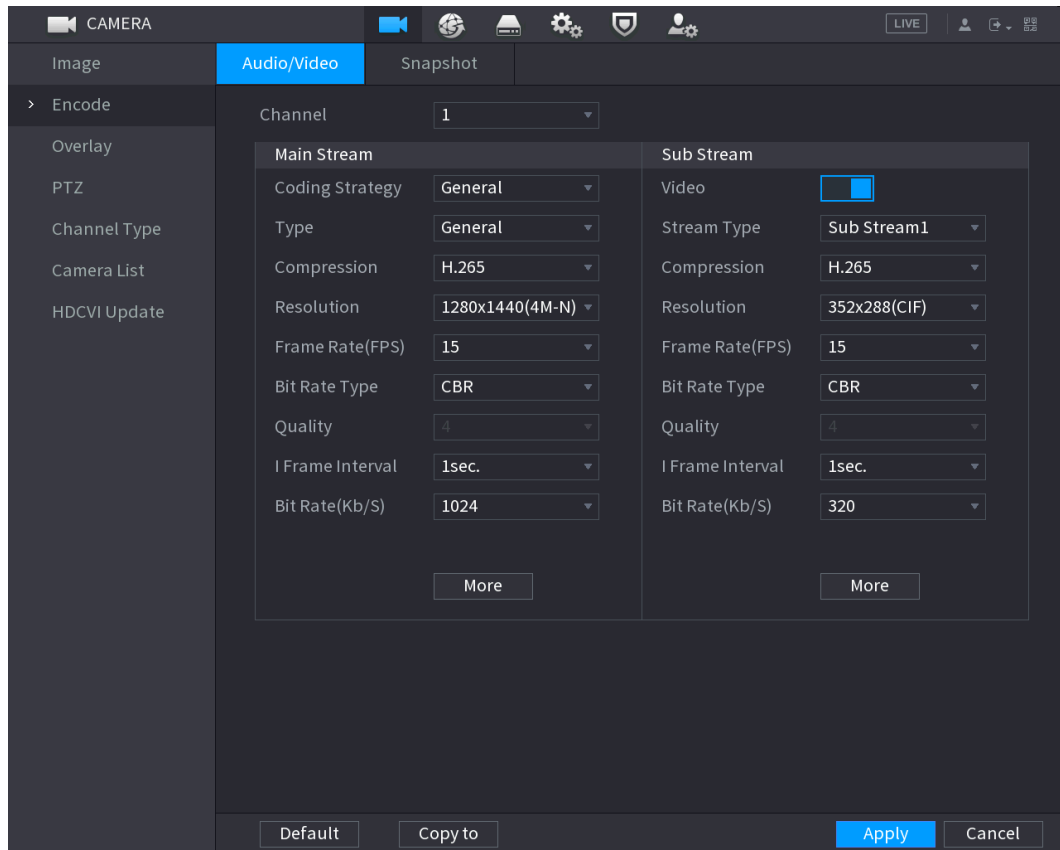 CAMERA LIVE
Image Audio/Video Snapshot
Encode Channel 1
Overlay Main Stream Sub Stream
PTZ Coding Strategy General Video
Channel Type Type General Stream Type Sub Stream1
Camera List Compression H.265 Compression H.265
HDCVI Update Resolution 1280x1440(4M-N) Resolution 352x288(CIF)
Frame Rate(FPS) 15 Frame Rate(FPS) 15
Bit Rate Type CBR Bit Rate Type CBR
Quality 4 Quality 4
I Frame Interval 1sec. I Frame Interval 1sec.
Bit Rate(Kb/S) 1024 Bit Rate(Kb/S) 320
More More
Default Copy to Apply Cancel